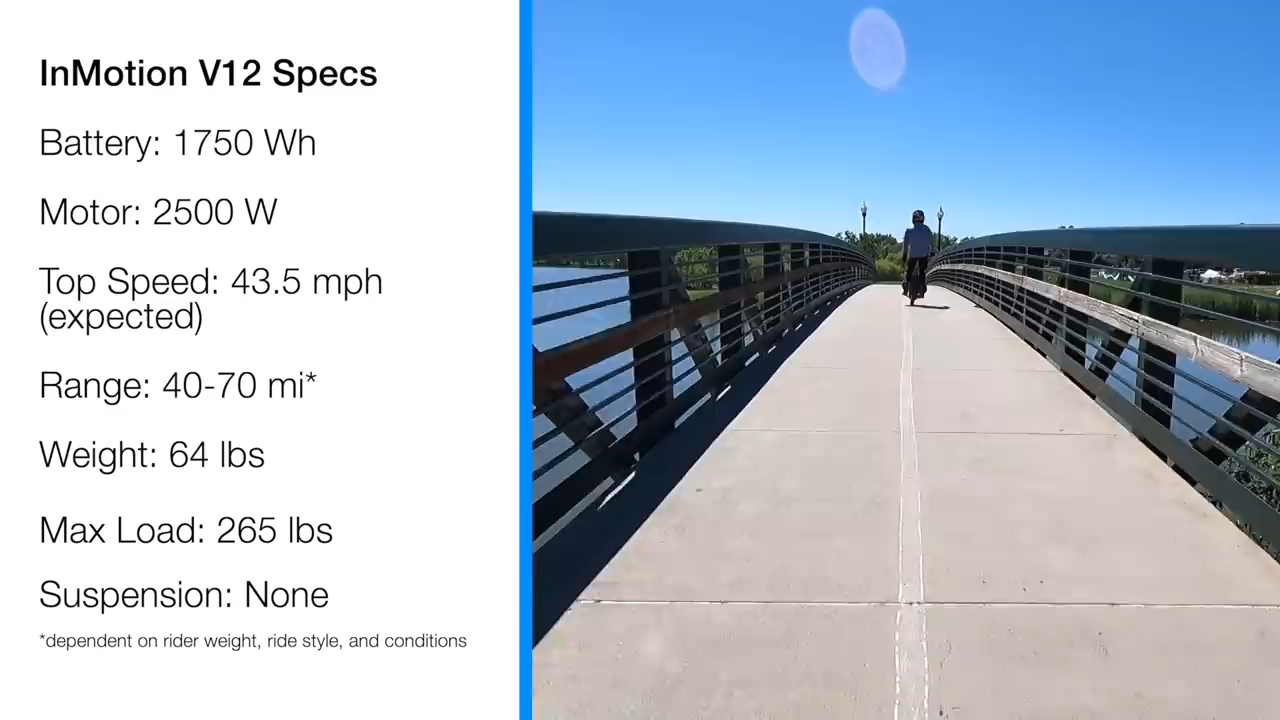 InMotion V12 Specs
Battery: 1750 Wh
Motor: 2500 W
Top Speed: 43.5 mph
(expected)
Range: 40-70 mi*
Weight: 64 lbs
Max Load: 265 lbs
Suspension: None
*dependent on rider weight, ride style, and conditions